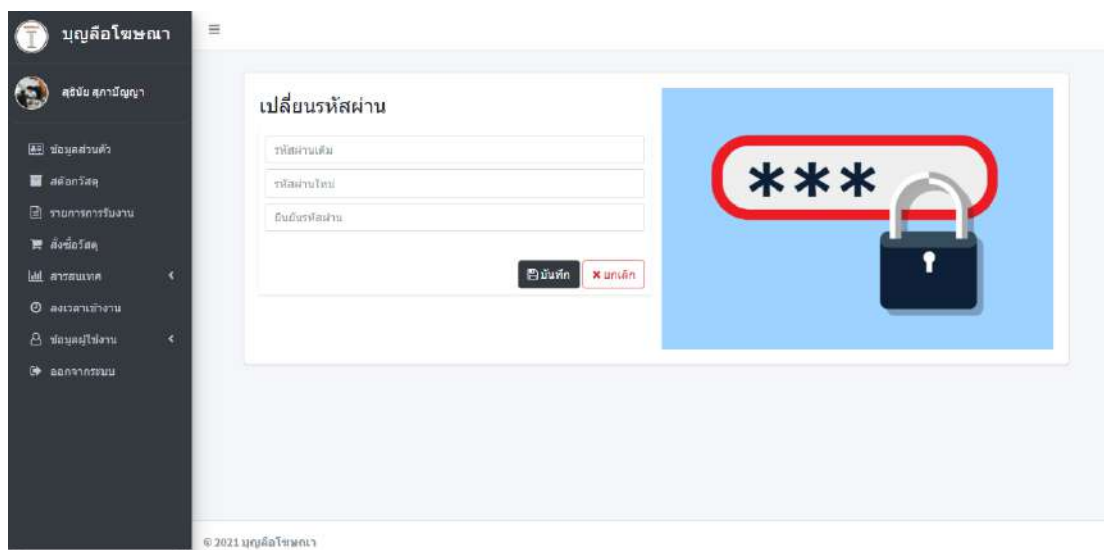 บุญลือโฆษณา
สุธินัย สุภาปัญญา
ข้อมูลส่วนตัว
สต๊อกวัสดุ
รายการการรับงาน
สั่งซื้อวัสดุ
สารสนเทศ
ลงเวลาเข้างาน
ข้อมูลผู้ใช้งาน
ออกจากระบบ
เปลี่ยนรหัสผ่าน
รหัสผ่านเดิม
รหัสผ่านใหม่
ยืนยันรหัสผ่าน
บันทึก ยกเลิก
***
© 2021 บุญลือโฆษณา